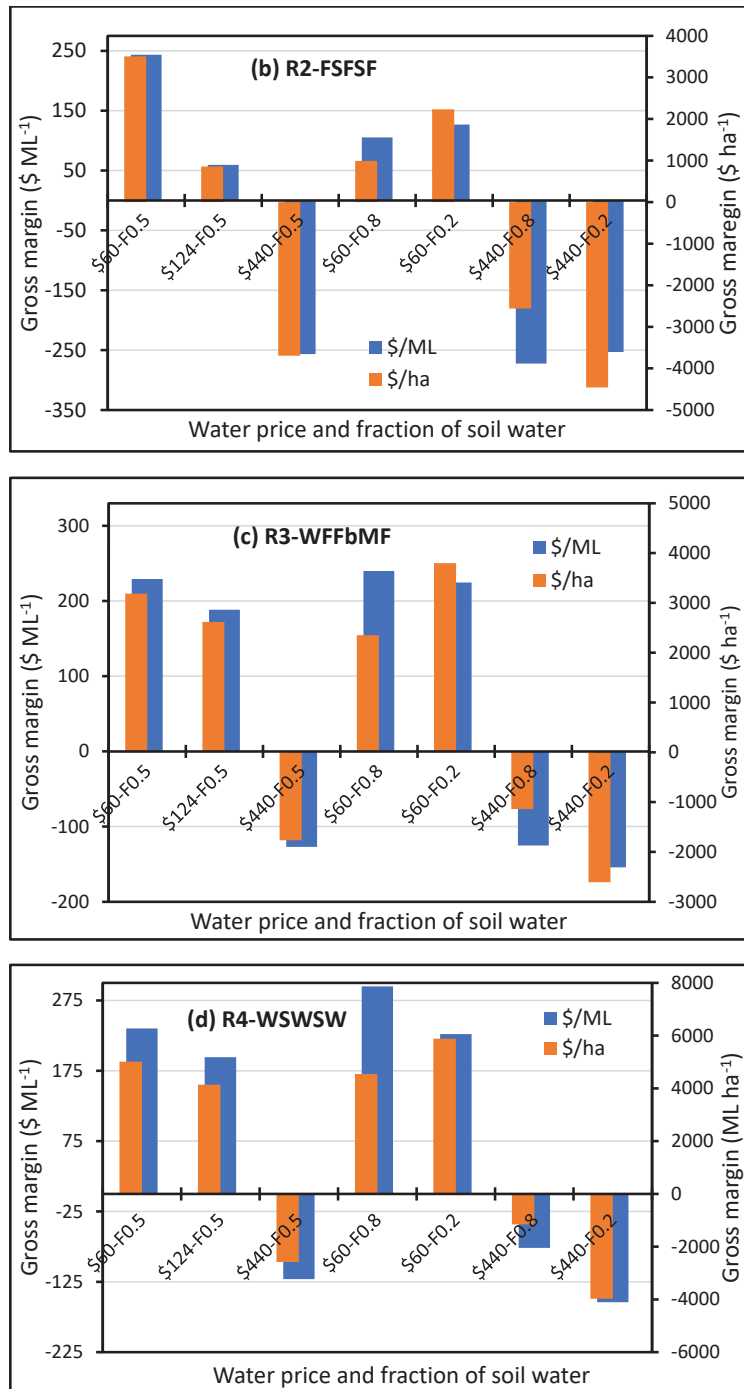 (b) R2-FSFSF
Gross margin ($ ML⁻¹)
250
150
50
-50
-150
-250
-350
4000
3000
2000
1000
0
-1000
-2000
-3000
-4000
-5000
Gross maregin ($ ha⁻¹)
$60-F0.5
$124-F0.5
$440-F0.5
$60-F0.8
$60-F0.2
$440-F0.8
$440-F0.2
$/ML
$/ha
Water price and fraction of soil water
(c) R3-WFFbMF
Gross margin ($ ML⁻¹)
300
200
100
0
-100
-200
5000
4000
3000
2000
1000
0
-1000
-2000
-3000
Gross margin ($ ha⁻¹)
$/ML
$/ha
$60-F0.5
$124-F0.5
$440-F0.5
$60-F0.8
$60-F0.2
$440-F0.8
$440-F0.2
Water price and fraction of soil water
(d) R4-WSWSW
Gross margin ($ ML⁻¹)
275
175
75
-25
-125
-225
8000
6000
4000
2000
0
-2000
-4000
-6000
Gross margin (ML ha⁻¹)
$/ML
$/ha
$60-F0.5
$124-F0.5
$440-F0.5
$60-F0.8
$60-F0.2
$440-F0.8
$440-F0.2
Water price and fraction of soil water